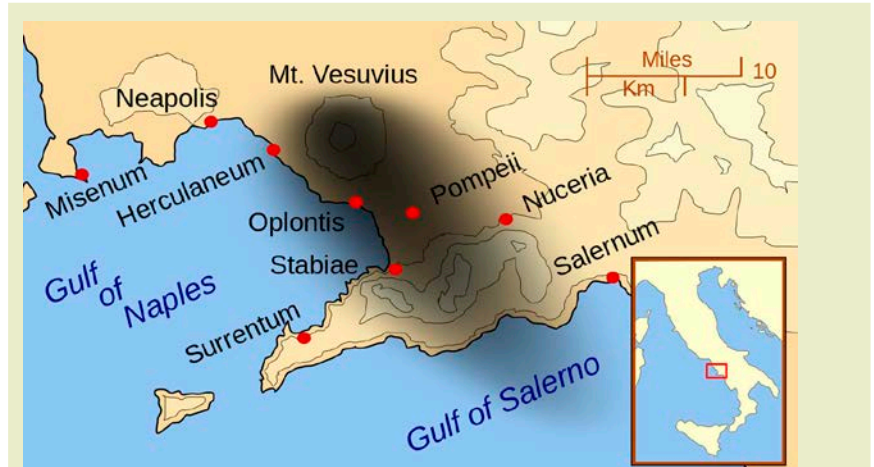 Miles
10
Km
Mt. Vesuvius
Neapolis
Misenum
Herculaneum
Pompeii
Nuceria
Oplontis
Stabiae
Salernum
Gulf
of
Naples
Surrentum
Gulf of Salerno